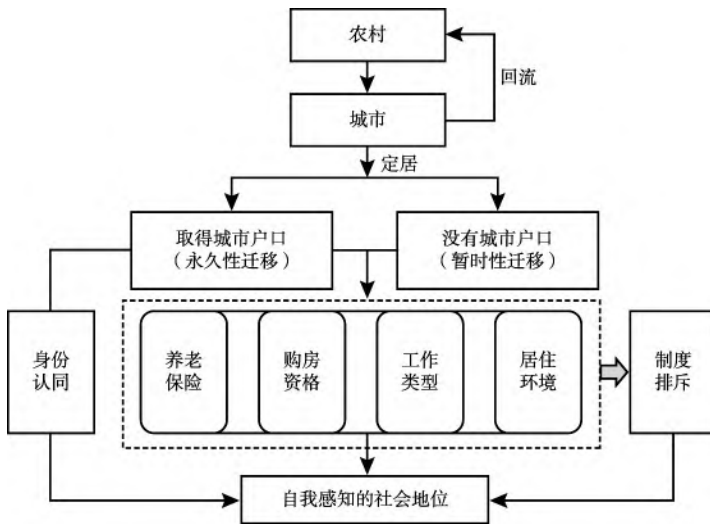 农村
回流
城市
定居
取得城市户口
（永久性迁移）
没有城市户口
（暂时性迁移）
身份
认同
养老
保险
购房
资格
工作
类型
居住
环境
制度
排斥
自我感知的社会地位